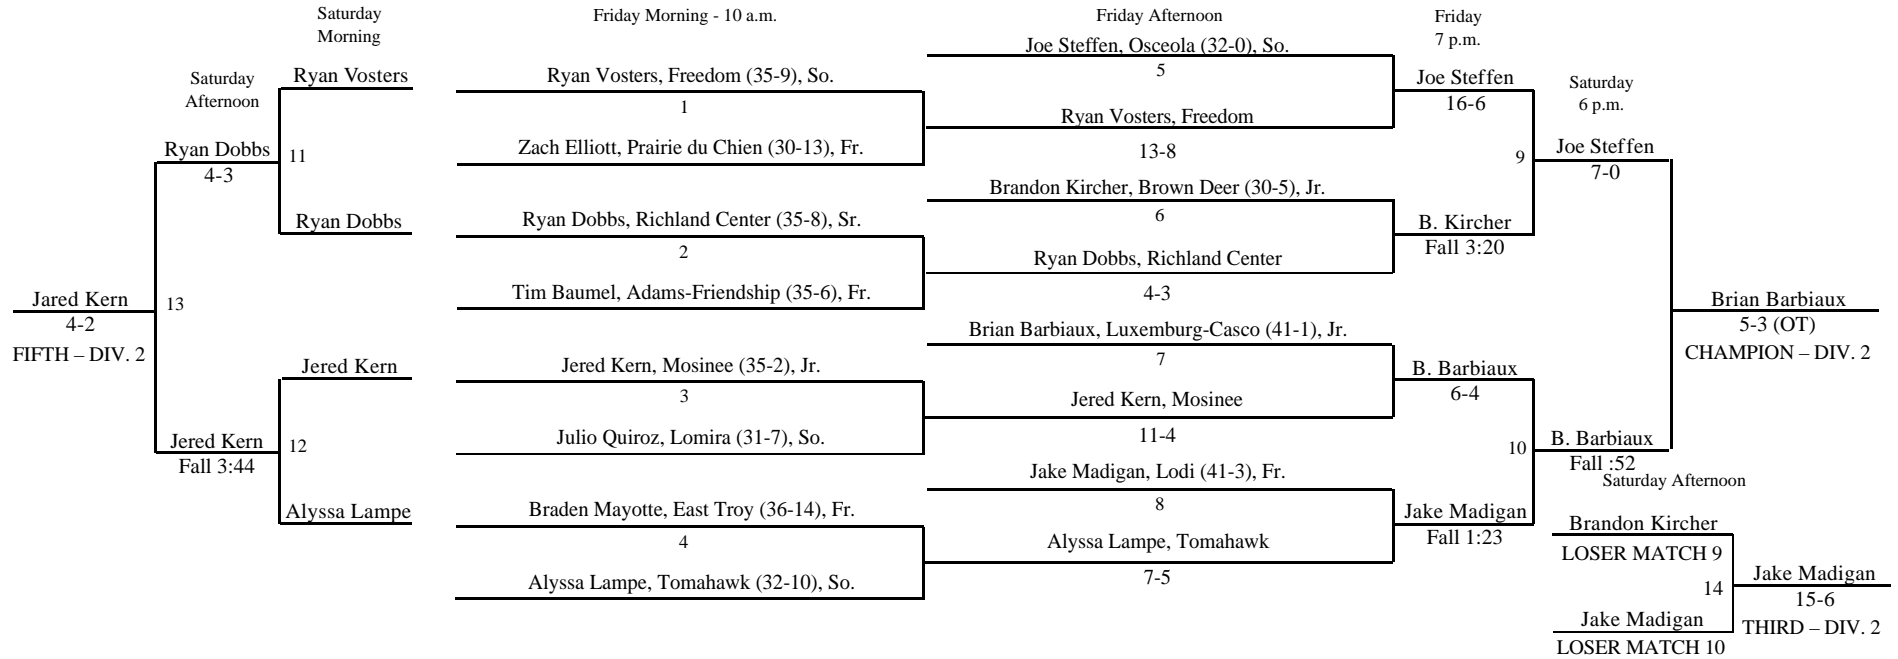 Saturday
Morning
Friday Morning - 10 a.m.
Friday Afternoon
Friday
7 p.m.
Saturday
Afternoon
Saturday
6 p.m.
Ryan Vosters
Ryan Vosters, Freedom (35-9), So.
1
Zach Elliott, Prairie du Chien (30-13), Fr.
Joe Steffen, Osceola (32-0), So.
5
Ryan Vosters, Freedom
13-8
Joe Steffen
16-6
Ryan Dobbs
4-3
11
9
Joe Steffen
7-0
Ryan Dobbs
Ryan Dobbs, Richland Center (35-8), Sr.
2
Tim Baumel, Adams-Friendship (35-6), Fr.
Brandon Kircher, Brown Deer (30-5), Jr.
6
Ryan Dobbs, Richland Center
4-3
B. Kircher
Fall 3:20
Jared Kern
4-2
FIFTH – DIV. 2
13
Brian Barbiaux
5-3 (OT)
CHAMPION – DIV. 2
Jered Kern
Jered Kern, Mosinee (35-2), Jr.
3
Julio Quiroz, Lomira (31-7), So.
Brian Barbiaux, Luxemburg-Casco (41-1), Jr.
7
Jered Kern, Mosinee
11-4
B. Barbiaux
6-4
Jered Kern
Fall 3:44
12
10
B. Barbiaux
Fall :52
Alyssa Lampe
Braden Mayotte, East Troy (36-14), Fr.
4
Alyssa Lampe, Tomahawk (32-10), So.
Jake Madigan, Lodi (41-3), Fr.
8
Alyssa Lampe, Tomahawk
7-5
Jake Madigan
Fall 1:23
Saturday Afternoon
Brandon Kircher
LOSER MATCH 9
14
Jake Madigan
LOSER MATCH 10
Jake Madigan
15-6
THIRD – DIV. 2